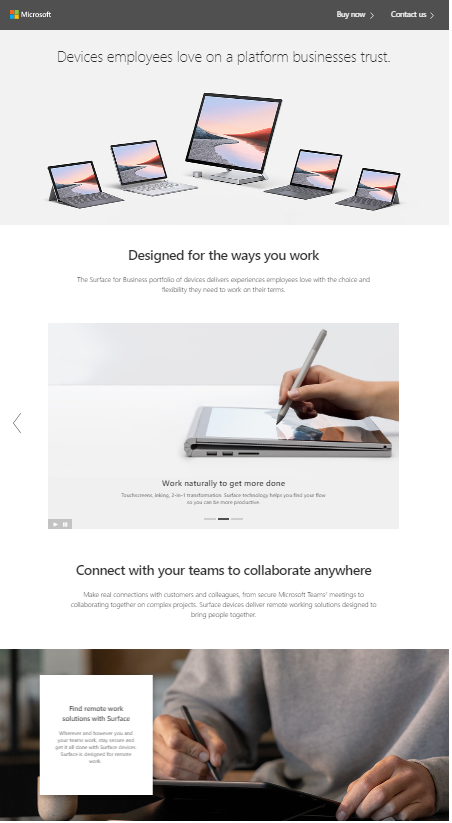 Microsoft
Buy now
Contact us
Devices employees love on a platform businesses trust.
Designed for the ways you work
The Surface for Business portfolio of devices delivers experiences employees love with the choice and
flexibility they need to work on their terms.
Work naturally to get more done
Touchscreen, inking, 2-in-1 transformation. Surface technology helps you find your flow
so you can be more productive.
Connect with your teams to collaborate anywhere
Make real connections with customers and colleagues, from secure Microsoft Teams' meetings to
collaborating together on complex projects. Surface devices deliver remote working solutions designed to
bring people together.
Find remote work
solutions with Surface
Wherever and however you and
your teams work, stay secure and
get it all done with Surface devices.
Surface is designed for remote
work.